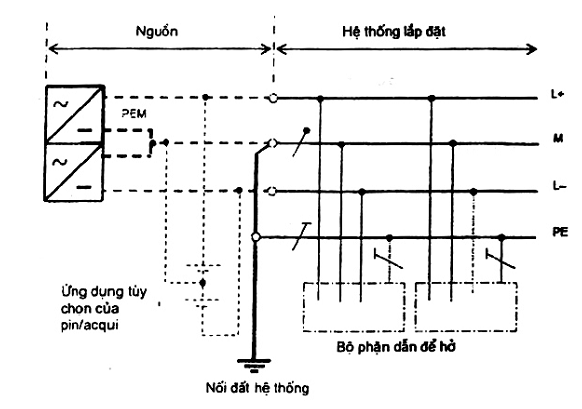 Nguồn
Hệ thống lắp đặt
L+
PEM
M
L–
PE
Ứng dụng tùy
chon của
pin/acqui
Bộ phận dẫn để hở
Nối đất hệ thống